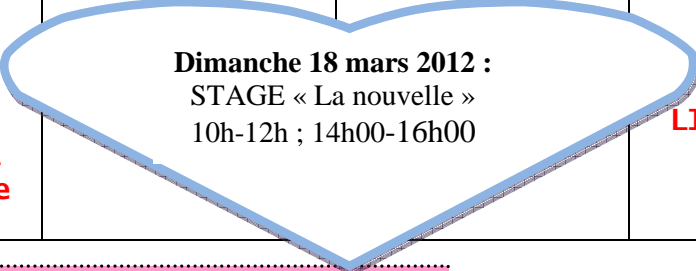 Dimanche 18 mars 2012 :
STAGE « La nouvelle »
10h-12h ; 14h00-16h00